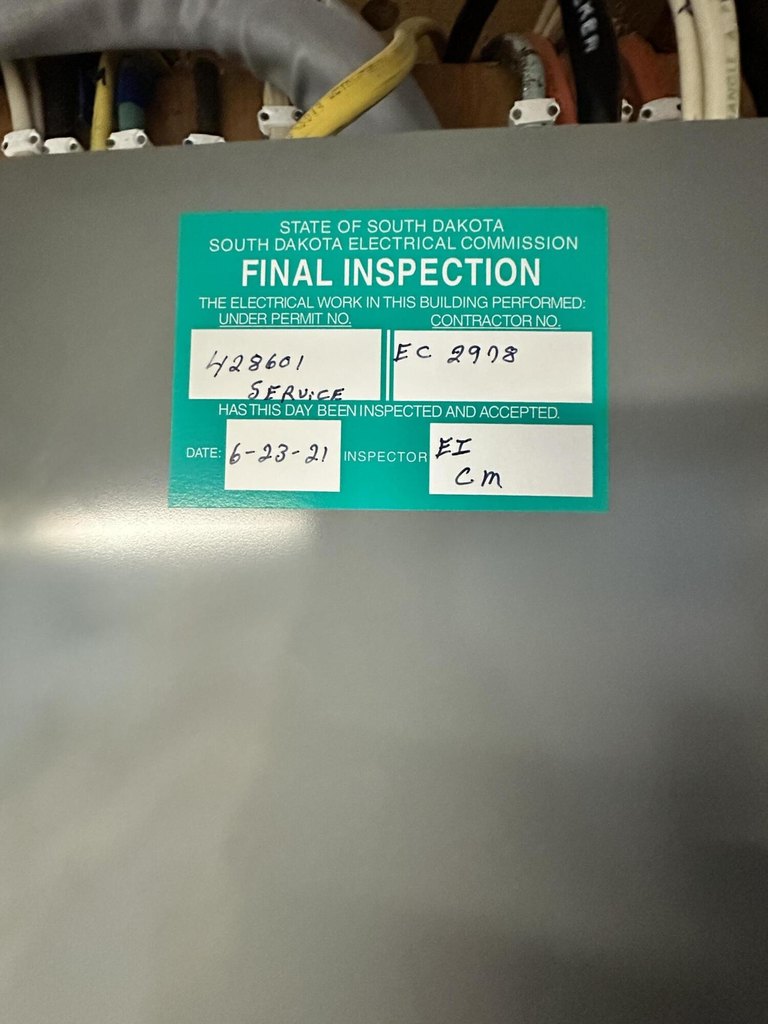 STATE OF SOUTH DAKOTA
SOUTH DAKOTA ELECTRICAL COMMISSION
FINAL INSPECTION
THE ELECTRICAL WORK IN THIS BUILDING PERFORMED:
UNDER PERMIT NO. CONTRACTOR NO.
428601 EC 2978
SERVICE
HAS THIS DAY BEEN INSPECTED AND ACCEPTED.
DATE: 6-23-21 INSPECTOR EI
CM